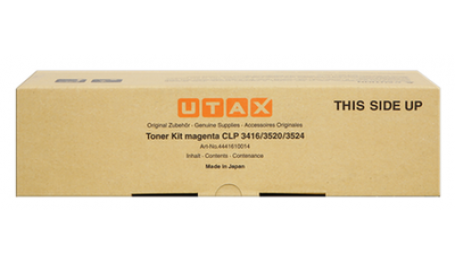 UTAX
THIS SIDE UP
Original Zubehör · Genuine Supplies · Accessoires Originales
Toner Kit magenta CLP 3416/3520/3524
Art-No.4441610014
Inhalt · Contents · Contenance
Made in Japan